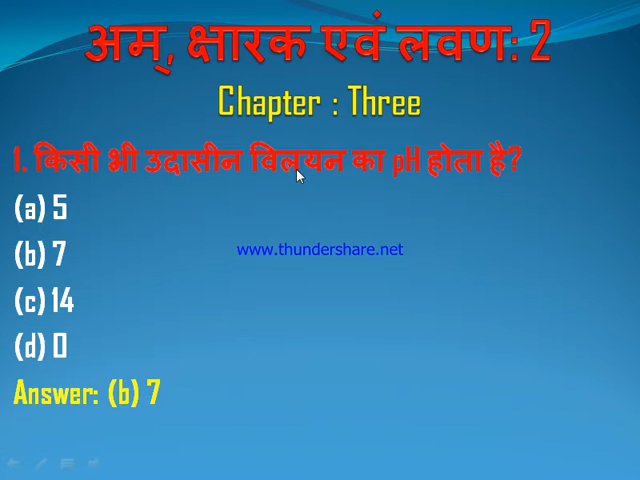 अम्, क्षारक एवं लवण: 2
Chapter : Three
1. किसी भी उदासीन विलयन का pH होता है?
(a) 5
(b) 7
www.thundershare.net
(c) 14
(d) 0
Answer: (b) 7